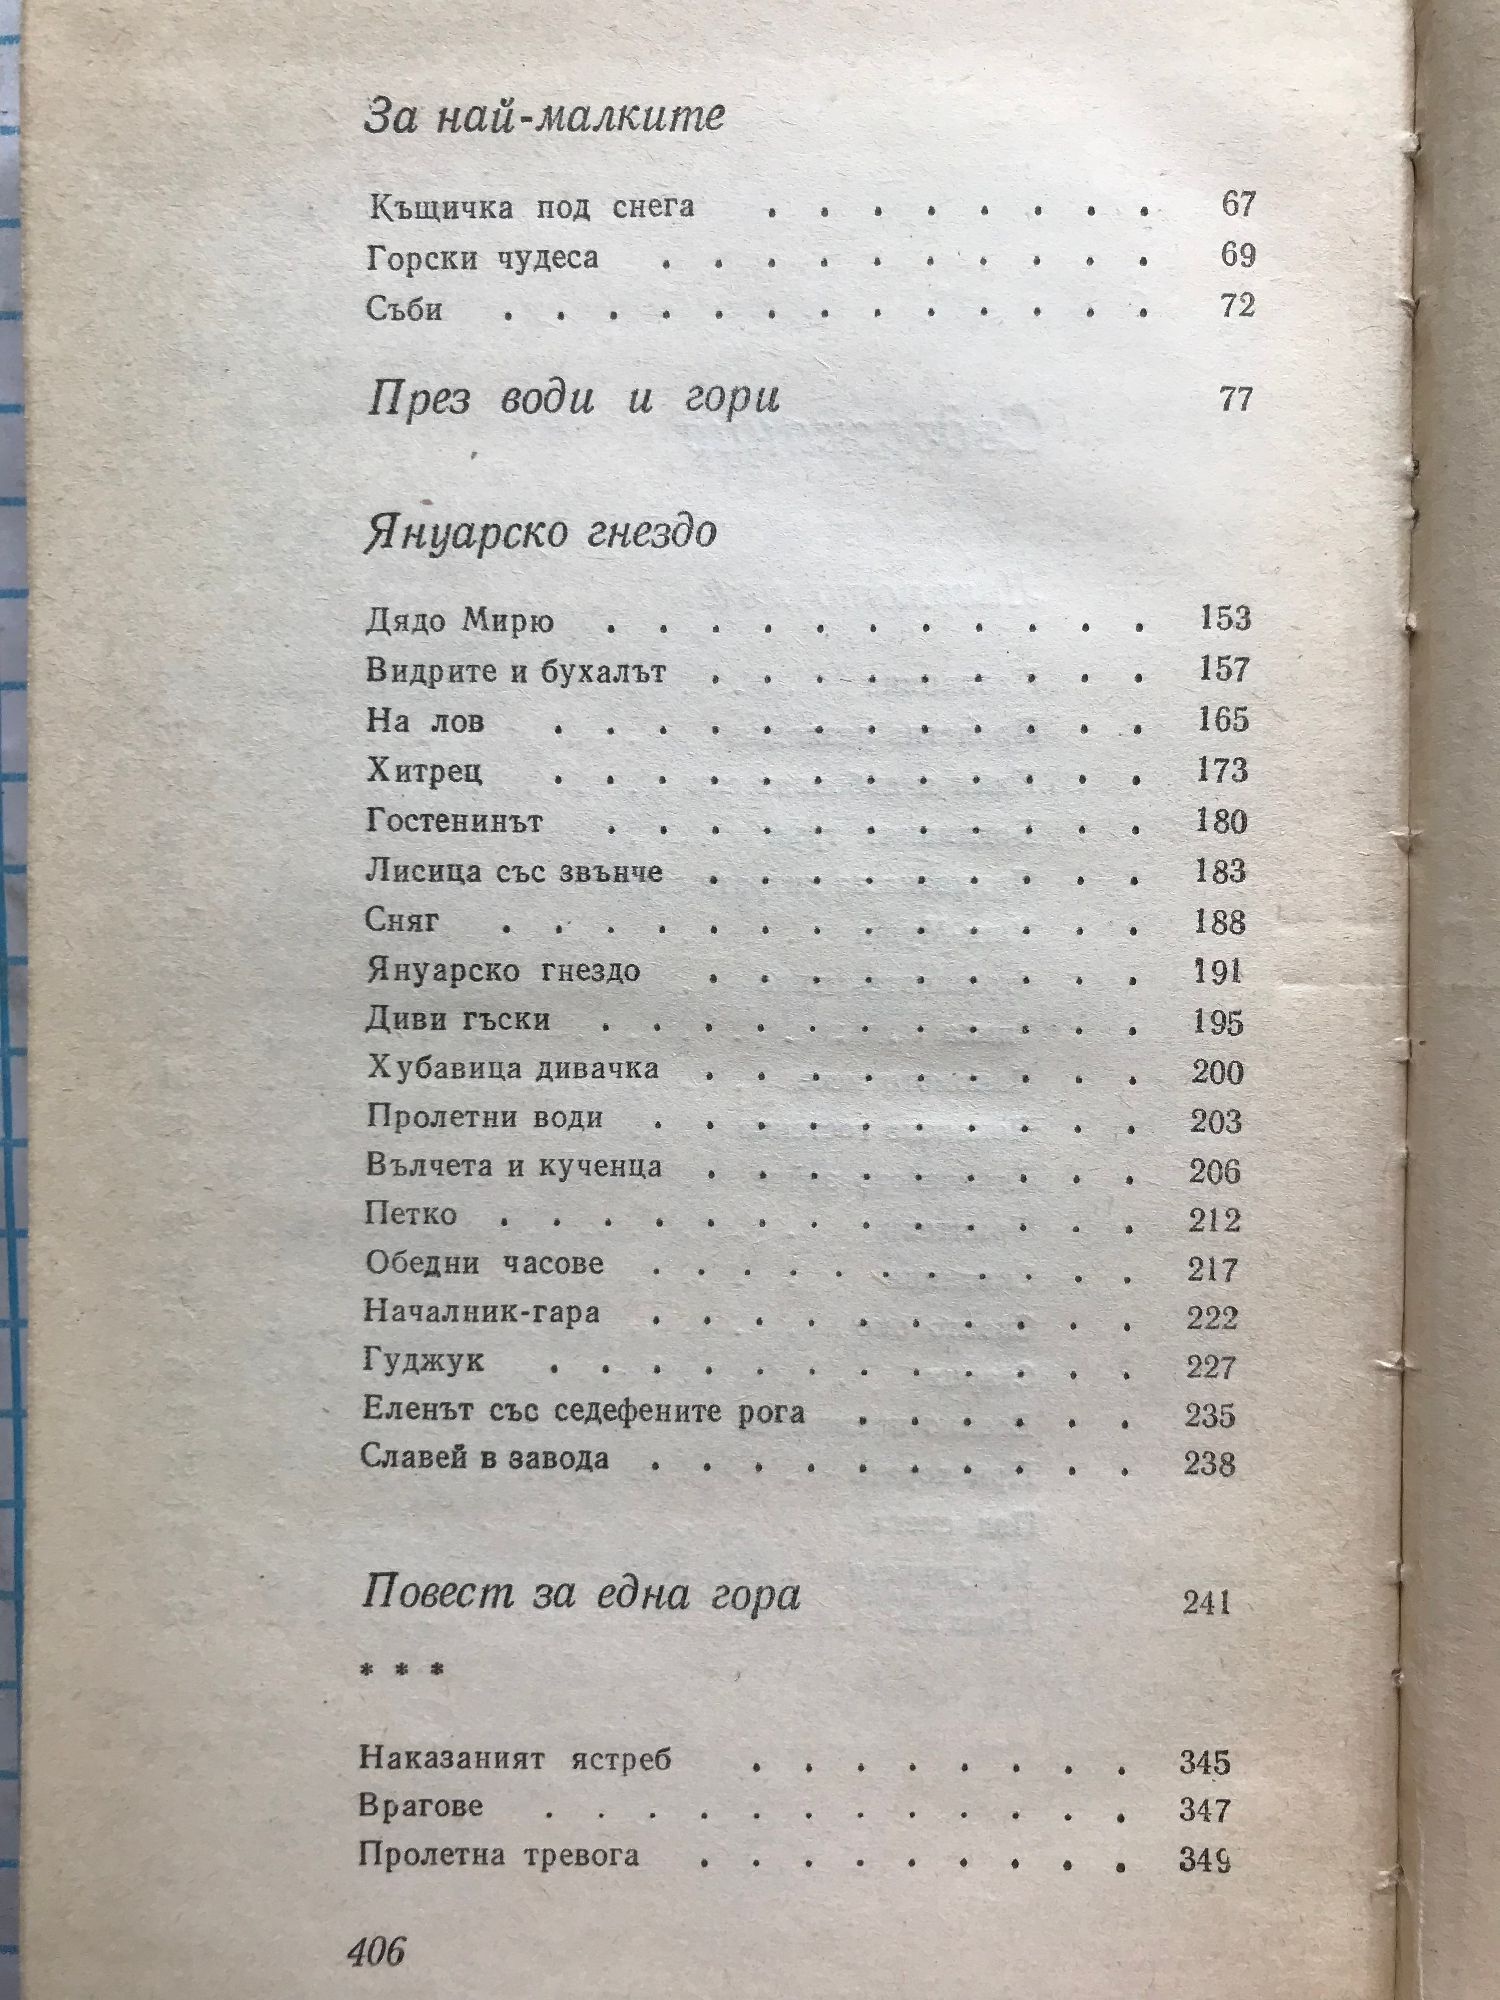 За най-малките
Къщичка под снега . . . . . . . . 67
Горски чудеса . . . . . . . . . . 69
Съби . . . . . . . . . . . . . 72
През води и гори 77
Януарско гнездо
Дядо Мирю . . . . . . . . . . . 153
Видрите и бухалът . . . . . . . . . 157
На лов . . . . . . . . . . . . 165
Хитрец . . . . . . . . . . . . 173
Гостенинът . . . . . . . . . . . 180
Лисица със звънче . . . . . . . . . 183
Сняг . . . . . . . . . . . . . 188
Януарско гнездо . . . . . . . . . 191
Диви гъски . . . . . . . . . . . 195
Хубавица дивачка . . . . . . . . . 200
Пролетни води . . . . . . . . . . 203
Вълчета и кученца . . . . . . . . . 206
Петко . . . . . . . . . . . . . 212
Обедни часове . . . . . . . . . . 217
Началник-гара . . . . . . . . . . 222
Гуджук . . . . . . . . . . . . 227
Еленът със седефените рога . . . . . . 235
Славей в завода . . . . . . . . . . 238
Повест за една гора 241
* * *
Наказаният ястреб . . . . . . . . 345
Врагове . . . . . . . . . . . . 347
Пролетна тревога . . . . . . . . . 349
406